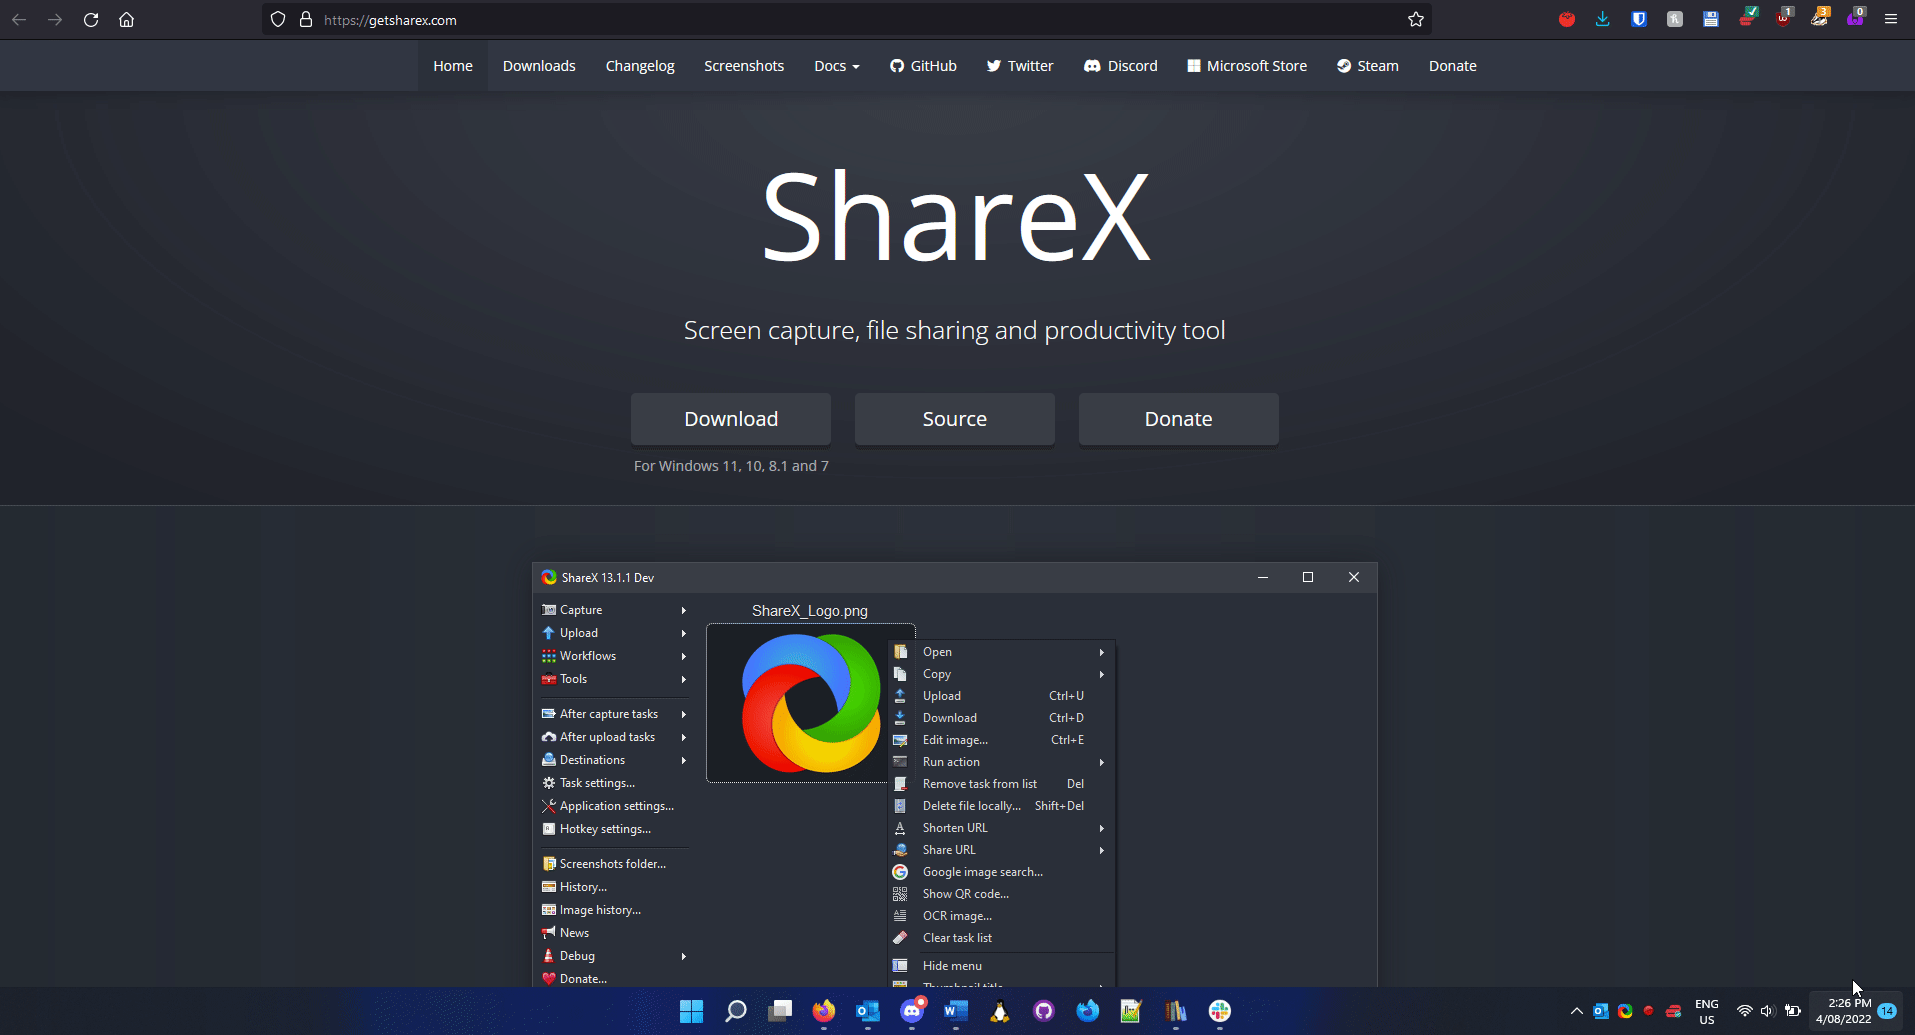 https://getsharex.com
1
3
0
Home Downloads Changelog Screenshots Docs GitHub Twitter Discord Microsoft Store Steam Donate
ShareX
Screen capture, file sharing and productivity tool
Download Source Donate
For Windows 11, 10, 8.1 and 7
ShareX 13.1.1 Dev
Capture
Upload
Workflows
Tools
After capture tasks
After upload tasks
Destinations
Task settings...
Application settings...
Hotkey settings...
Screenshots folder...
History...
Image history...
News
Debug
Donate...
ShareX_Logo.png
Open
Copy
Upload Ctrl+U
Download Ctrl+D
Edit image... Ctrl+E
Run action
Remove task from list Del
Delete file locally... Shift+Del
Shorten URL
Share URL
Google image search...
Show QR code...
OCR image...
Clear task list
Hide menu
Thumbnail title
ENG
US
2:26 PM
4/08/2022
14